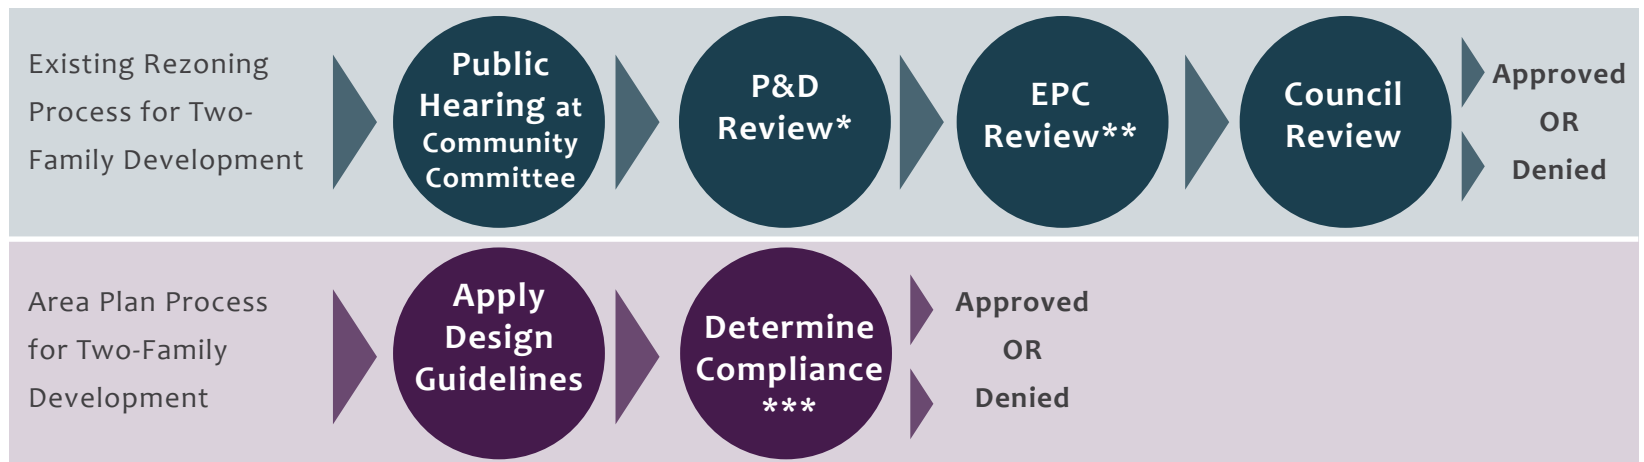 Existing Rezoning
Process for Two-
Family Development
Public
Hearing at
Community
Committee
P&D
Review*
EPC
Review**
Council
Review
Approved
OR
Denied
Area Plan Process
for Two-Family
Development
Apply
Design
Guidelines
Determine
Compliance
***
Approved
OR
Denied